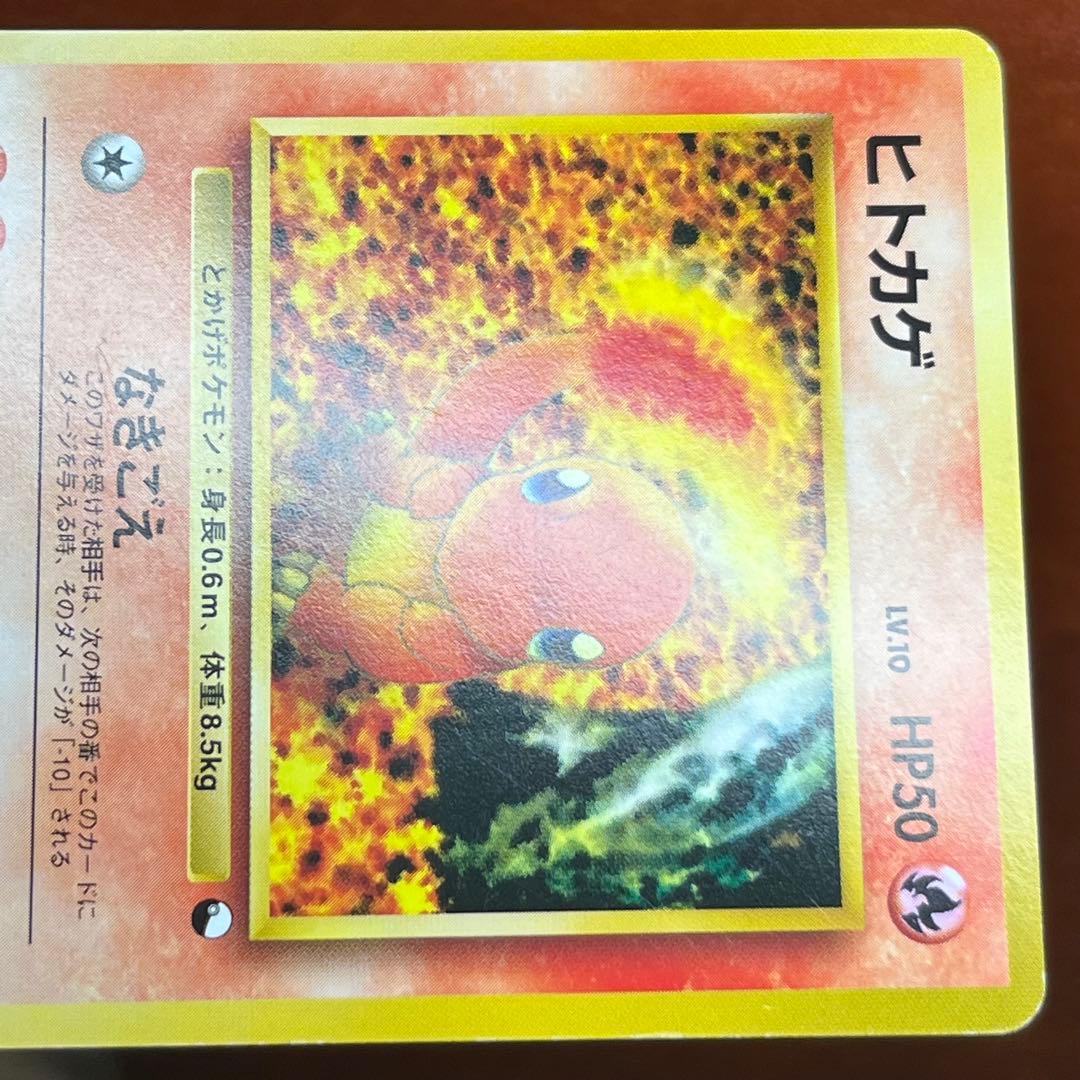 ヒトカゲ
LV.10 HP50
とかげポケモン：身長0.6m、体重8.5kg
なきごえ
このワザを受けた相手は、次の相手の番でこのカードに
ダメージを与える時、そのダメージが「-10」される